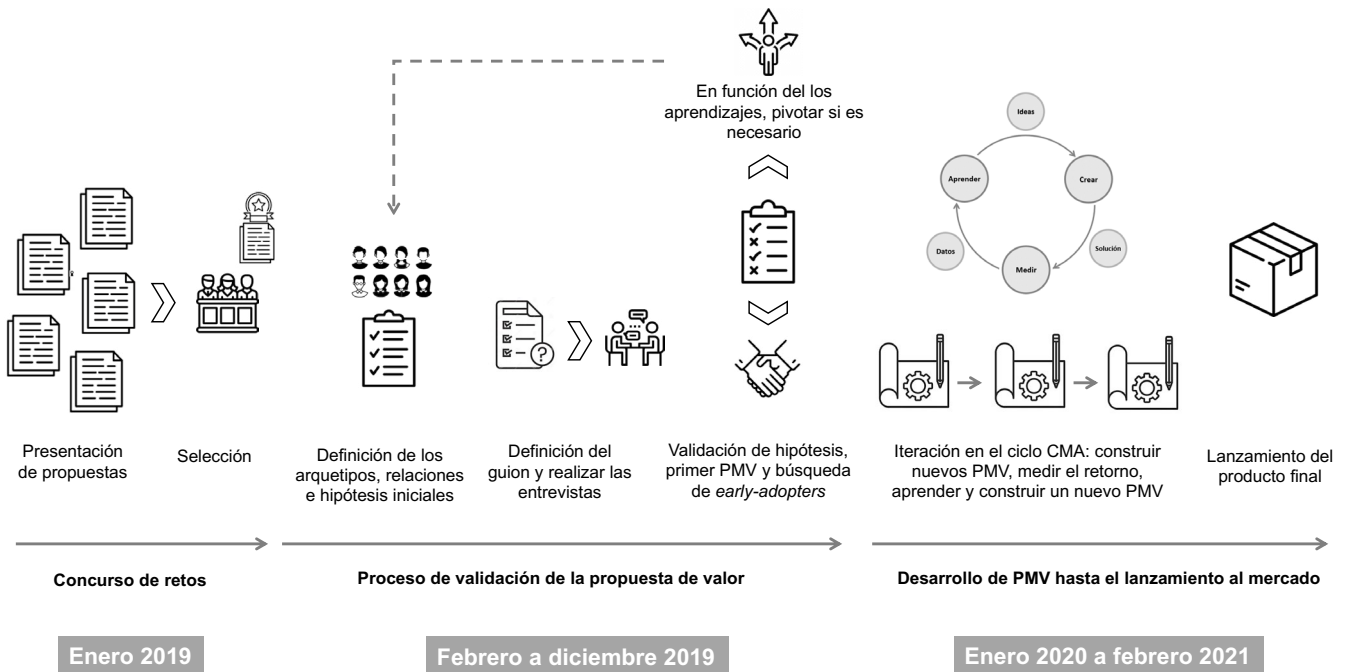 En función del los
aprendizajes, pivotar si es
necesario
Ideas
Aprender
Crear
Datos
Solución
Medir
Presentación
de propuestas
Selección
Definición de los
arquetipos, relaciones
e hipótesis iniciales
Definición del
guion y realizar las
entrevistas
Validación de hipótesis,
primer PMV y búsqueda
de early-adopters
Iteración en el ciclo CMA: construir
nuevos PMV, medir el retorno,
aprender y construir un nuevo PMV
Lanzamiento del
producto final
Concurso de retos
Proceso de validación de la propuesta de valor
Desarrollo de PMV hasta el lanzamiento al mercado
Enero 2019
Febrero a diciembre 2019
Enero 2020 a febrero 2021